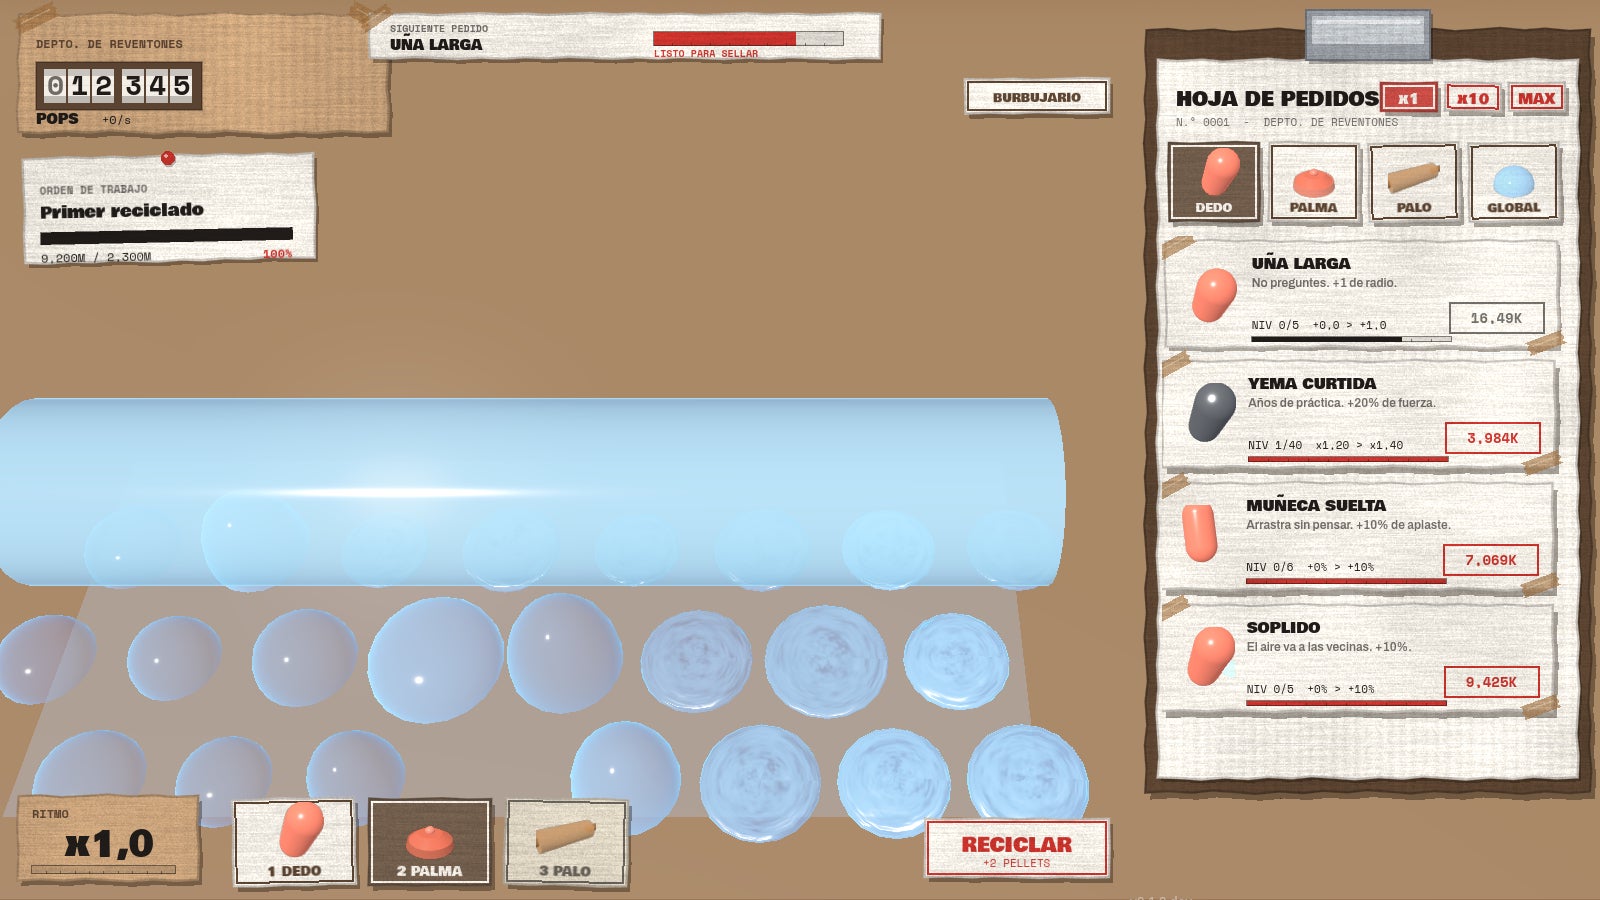 DEPTO. DE REVENTONES
012 345
POPS +0/s
SIGUIENTE PEDIDO
UÑA LARGA
LISTO PARA SELLAR
BURBUJARIO
ORDEN DE TRABAJO
Primer reciclado
9,200M / 2,300M 100%
HOJA DE PEDIDOS x1 x10 MAX
N.° 0001 - DEPTO. DE REVENTONES
DEDO PALMA PALO GLOBAL
UÑA LARGA
No preguntes. +1 de radio.
NIV 0/5 +0,0 > +1,0 16,49K
YEMA CURTIDA
Años de práctica. +20% de fuerza.
NIV 1/40 x1,20 > x1,40 3,984K
MUÑECA SUELTA
Arrastra sin pensar. +10% de aplaste.
NIV 0/6 +0% > +10% 7,069K
SOPLIDO
El aire va a las vecinas. +10%.
NIV 0/5 +0% > +10% 9,425K
RITMO
x1,0
1 DEDO 2 PALMA 3 PALO
RECICLAR
+2 PELLETS